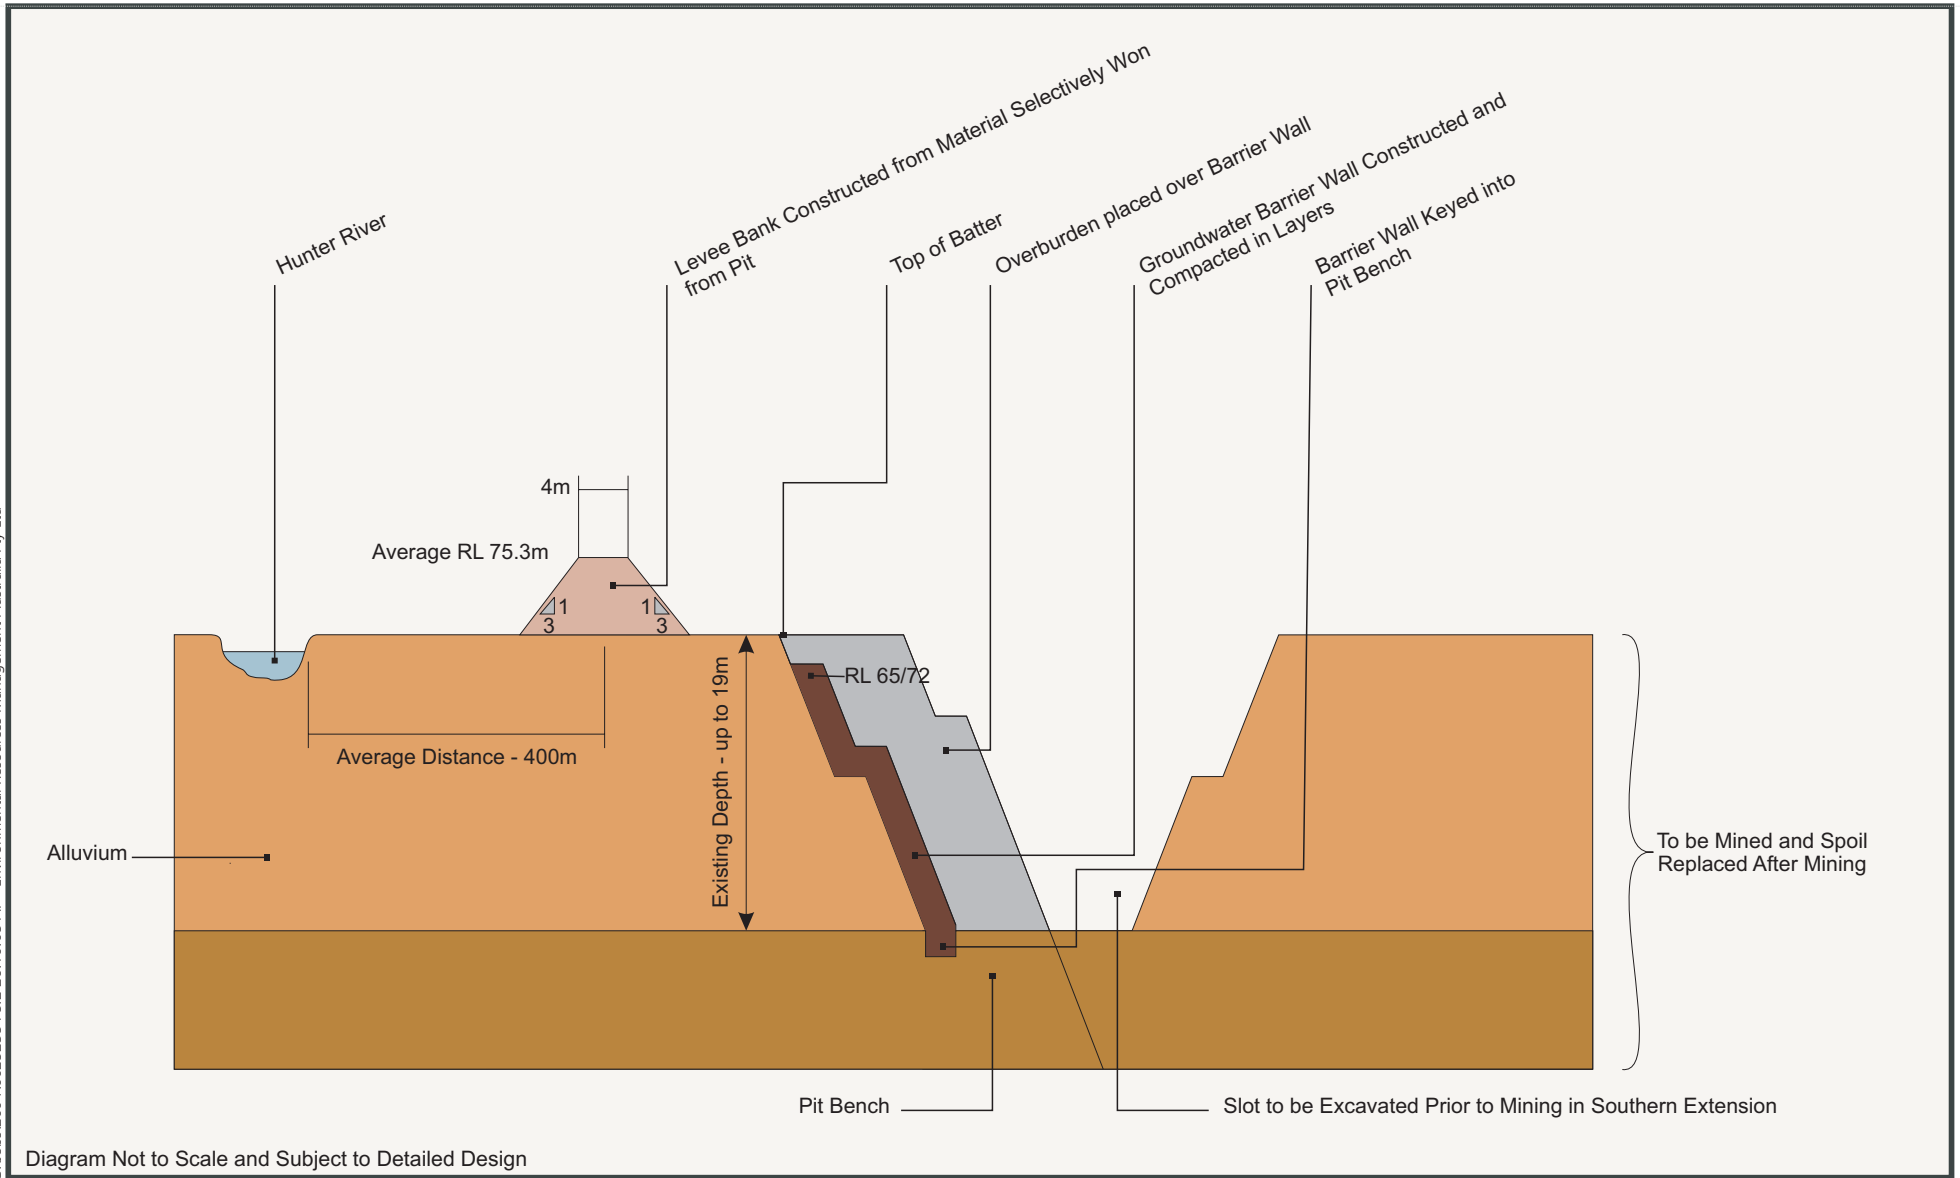 Hunter River
Levee Bank Constructed from Material Selectively Won
from Pit
Top of Batter
Overburden placed over Barrier Wall
Groundwater Barrier Wall Constructed and
Compacted in Layers
Barrier Wall Keyed into
Pit Bench
4m
Average RL 75.3m
1
3
1
3
RL 65/72
Average Distance - 400m
Existing Depth - up to 19m
Alluvium
To be Mined and Spoil
Replaced After Mining
Pit Bench
Slot to be Excavated Prior to Mining in Southern Extension
Diagram Not to Scale and Subject to Detailed Design